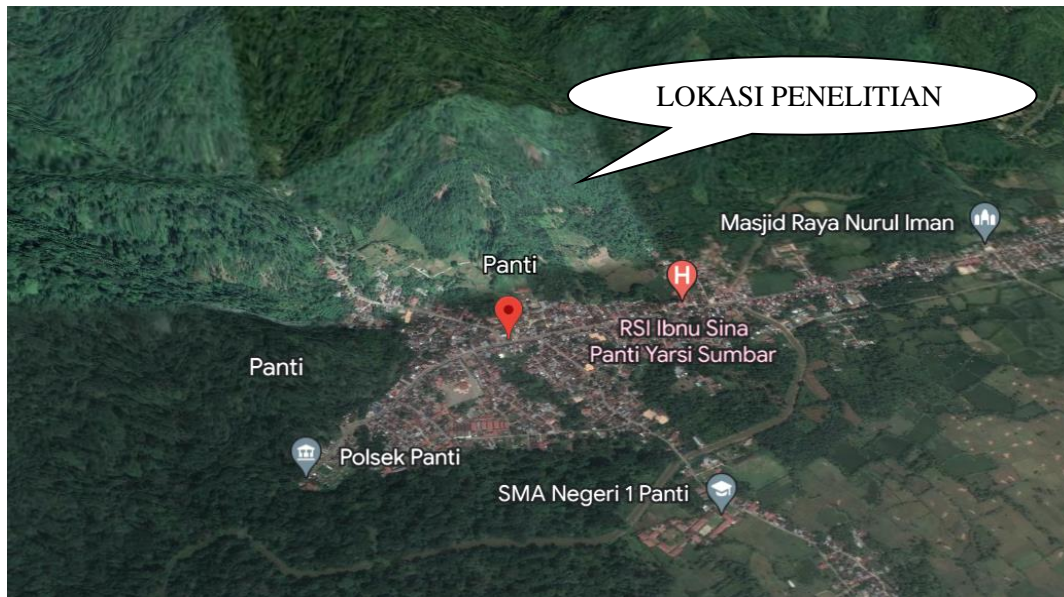 LOKASI PENELITIAN
Masjid Raya Nurul Iman
Panti
H
RSI Ibnu Sina
Panti Yarsi Sumbar
Panti
Polsek Panti
SMA Negeri 1 Panti